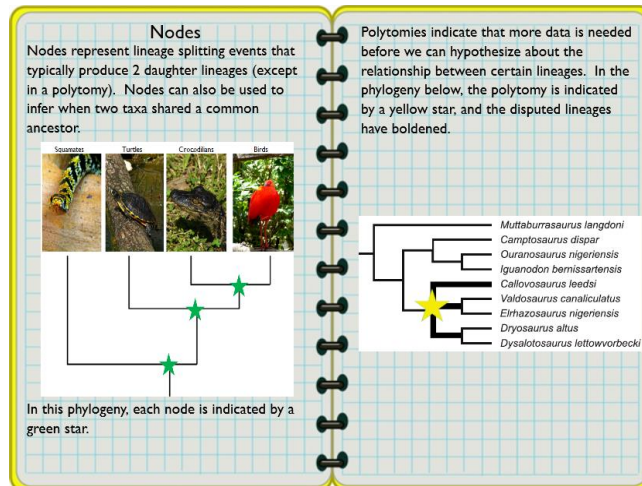 Nodes
Nodes represent lineage splitting events that
typically produce 2 daughter lineages (except
in a polytomy). Nodes can also be used to
infer when two taxa shared a common
ancestor.
Squamates Turtles Crocodilians Birds
In this phylogeny, each node is indicated by a
green star.
Polytomies indicate that more data is needed
before we can hypothesize about the
relationship between certain lineages. In the
phylogeny below, the polytomy is indicated
by a yellow star, and the disputed lineages
have boldened.
Muttaburrasaurus langdoni
Camptosaurus dispar
Ouranosaurus nigeriensis
Iguanodon bernissartensis
Callovosaurus leedsi
Valdosaurus canaliculatus
Elrhazosaurus nigeriensis
Dryosaurus altus
Dysalotosaurus lettowvorbecki